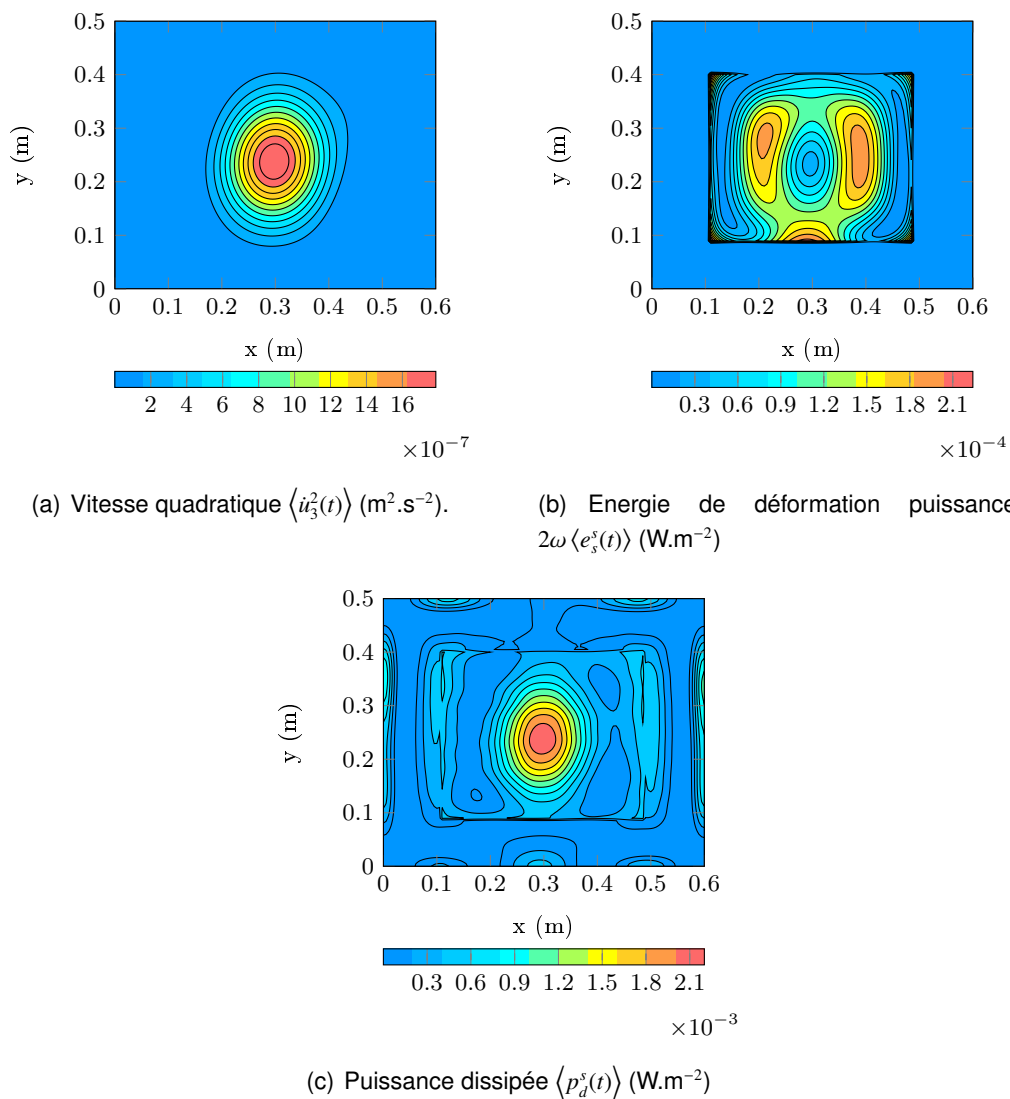 0.5
0.4
0.3
0.2
0.1
0
y (m)
0 0.1 0.2 0.3 0.4 0.5 0.6
x (m)
2 4 6 8 10 12 14 16
×10⁻⁷
(a) Vitesse quadratique ⟨u̇₃²(t)⟩ (m².s⁻²).
0.5
0.4
0.3
0.2
0.1
0
y (m)
0 0.1 0.2 0.3 0.4 0.5 0.6
x (m)
0.3 0.6 0.9 1.2 1.5 1.8 2.1
×10⁻⁴
(b) Energie de déformation puissance
2ω ⟨eₛˢ(t)⟩ (W.m⁻²)
0.5
0.4
0.3
0.2
0.1
0
y (m)
0 0.1 0.2 0.3 0.4 0.5 0.6
x (m)
0.3 0.6 0.9 1.2 1.5 1.8 2.1
×10⁻³
(c) Puissance dissipée ⟨p_dˢ(t)⟩ (W.m⁻²)